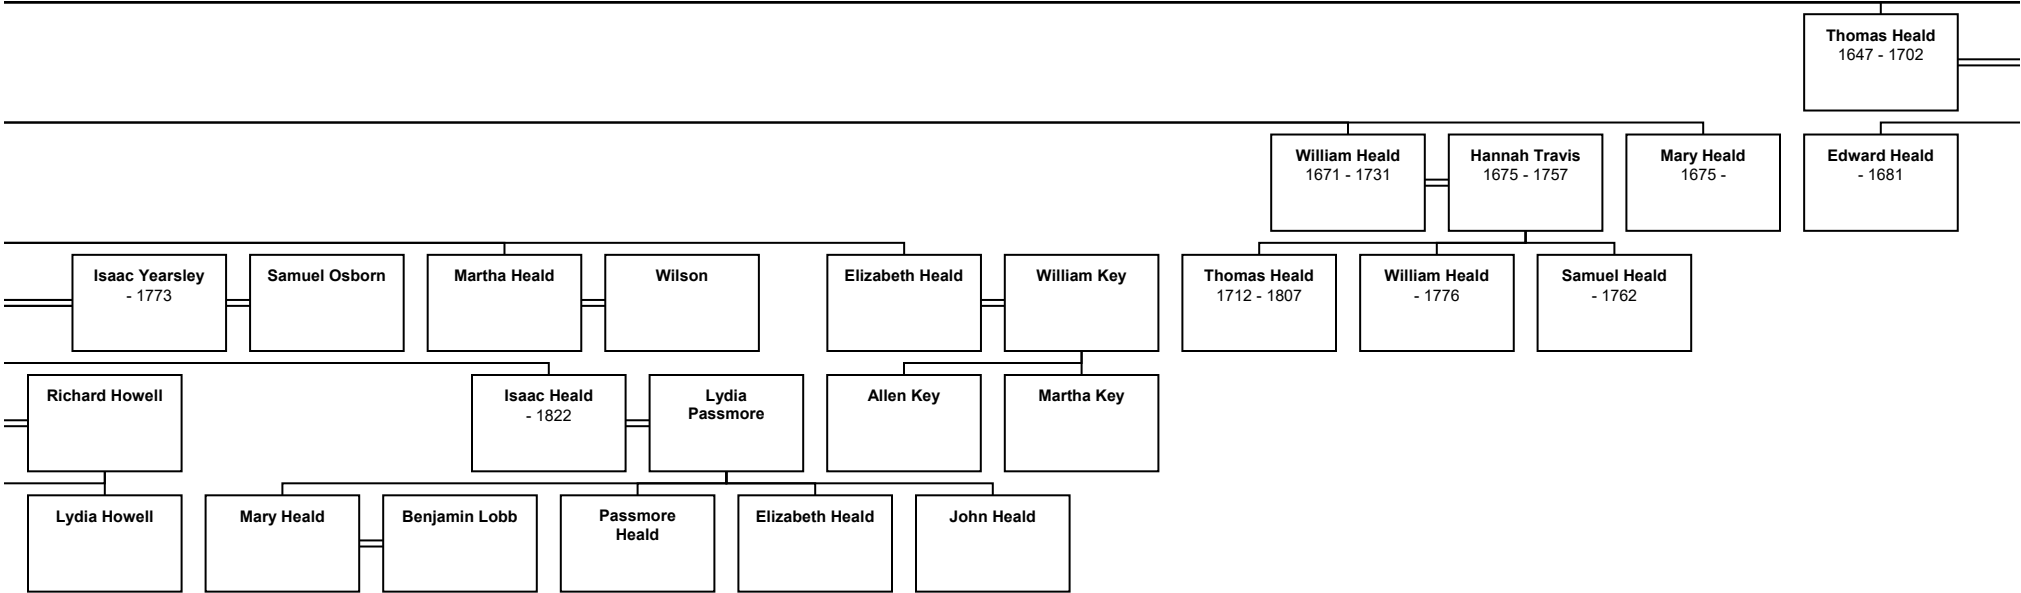 Thomas Heald
1647 - 1702
William Heald
1671 - 1731
Hannah Travis
1675 - 1757
Mary Heald
1675 -
Edward Heald
- 1681
Isaac Yearsley
- 1773
Samuel Osborn
Martha Heald
Wilson
Elizabeth Heald
William Key
Thomas Heald
1712 - 1807
William Heald
- 1776
Samuel Heald
- 1762
Richard Howell
Isaac Heald
- 1822
Lydia
Passmore
Allen Key
Martha Key
Lydia Howell
Mary Heald
Benjamin Lobb
Passmore
Heald
Elizabeth Heald
John Heald